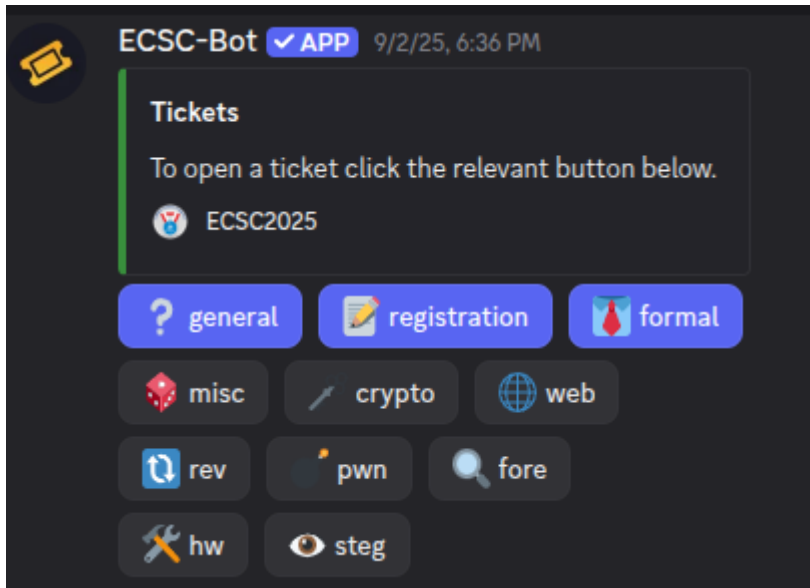 ECSC-Bot ✓ APP 9/2/25, 6:36 PM
Tickets
To open a ticket click the relevant button below.
ECSC2025
? general registration formal
misc crypto web
rev pwn fore
hw steg